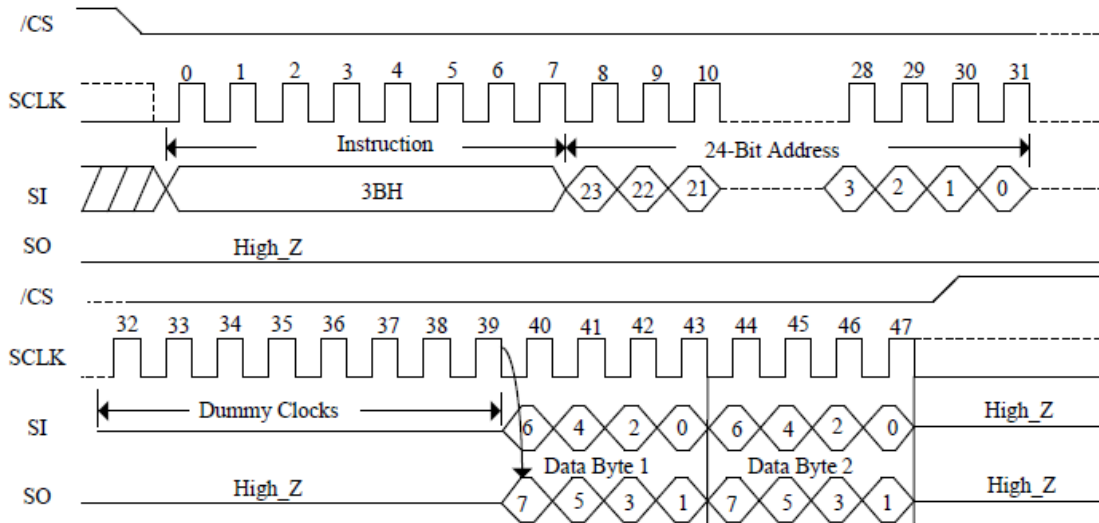 /CS
0 1 2 3 4 5 6 7 8 9 10 28 29 30 31
SCLK
Instruction 24-Bit Address
SI 3BH 23 22 21 3 2 1 0
SO High_Z
/CS
32 33 34 35 36 37 38 39 40 41 42 43 44 45 46 47
SCLK
Dummy Clocks
SI 6 4 2 0 6 4 2 0 High_Z
Data Byte 1 Data Byte 2
SO High_Z 7 5 3 1 7 5 3 1 High_Z